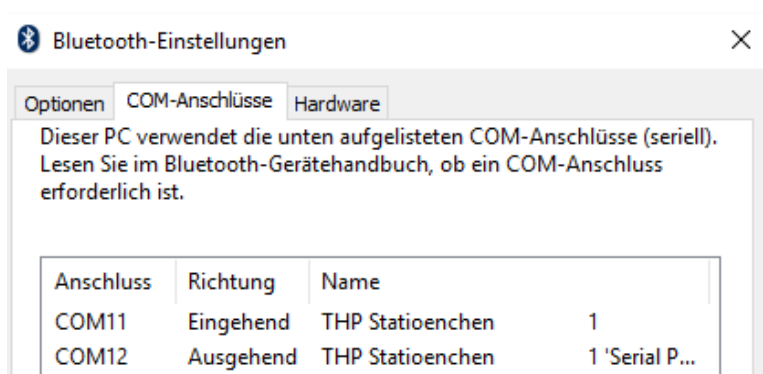 Bluetooth-Einstellungen
Optionen COM-Anschlüsse Hardware
Dieser PC verwendet die unten aufgelisteten COM-Anschlüsse (seriell).
Lesen Sie im Bluetooth-Gerätehandbuch, ob ein COM-Anschluss
erforderlich ist.
Anschluss Richtung Name
COM11 Eingehend THP Statioenchen 1
COM12 Ausgehend THP Statioenchen 1 'Serial P...